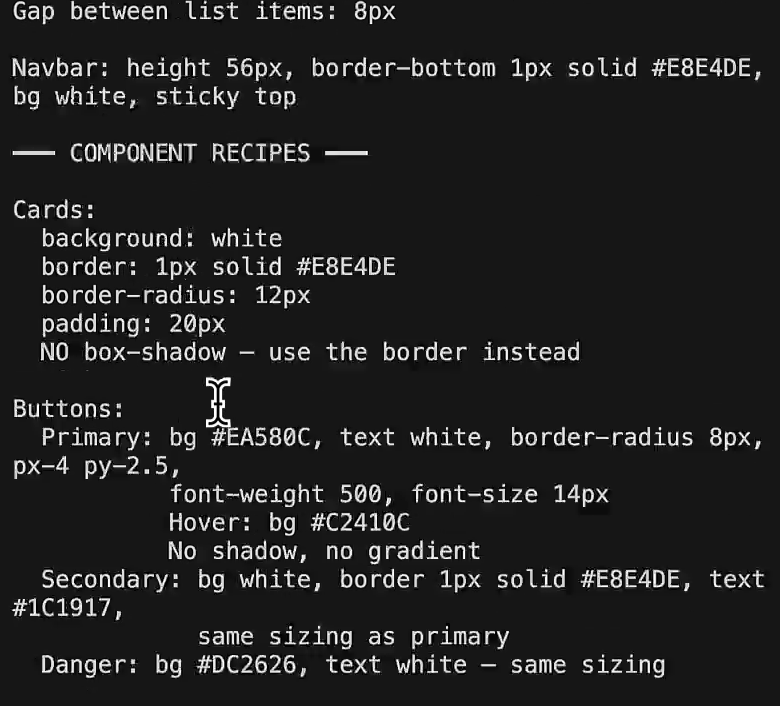 Gap between list items: 8px
Navbar: height 56px, border-bottom 1px solid #E8E4DE,
bg white, sticky top
—— COMPONENT RECIPES ——
Cards:
background: white
border: 1px solid #E8E4DE
border-radius: 12px
padding: 20px
NO box-shadow — use the border instead
Buttons:
Primary: bg #EA580C, text white, border-radius 8px,
px-4 py-2.5,
font-weight 500, font-size 14px
Hover: bg #C2410C
No shadow, no gradient
Secondary: bg white, border 1px solid #E8E4DE, text
#1C1917,
same sizing as primary
Danger: bg #DC2626, text white — same sizing